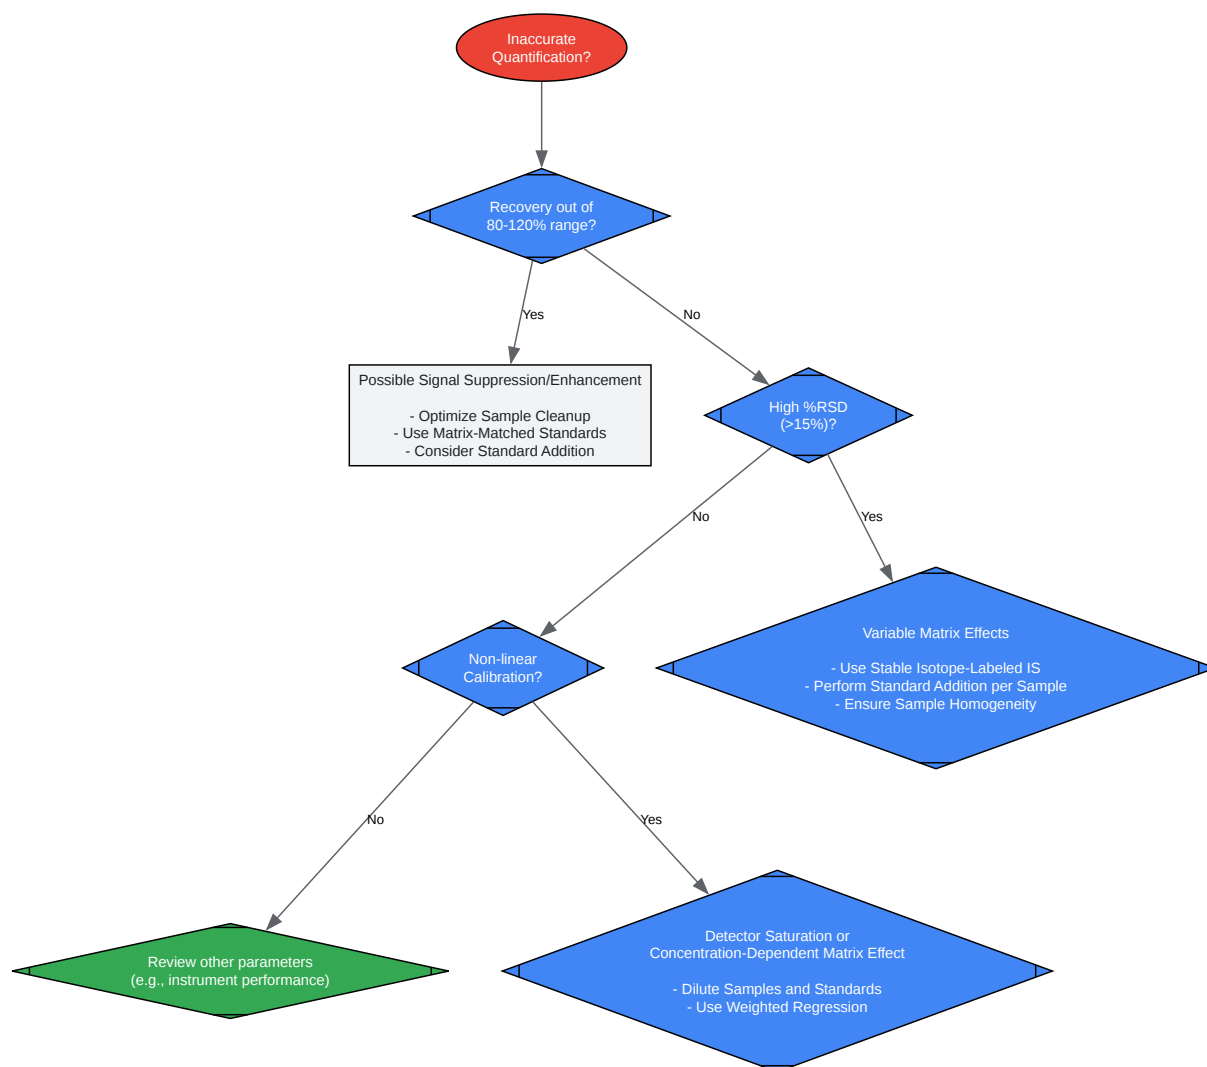 Inaccurate
Quantification?
Recovery out of
80-120% range?
Yes
No
Possible Signal Suppression/Enhancement
- Optimize Sample Cleanup
- Use Matrix-Matched Standards
- Consider Standard Addition
High %RSD
(>15%)?
No
Yes
Variable Matrix Effects
- Use Stable Isotope-Labeled IS
- Perform Standard Addition per Sample
- Ensure Sample Homogeneity
Non-linear
Calibration?
No
Yes
Detector Saturation or
Concentration-Dependent Matrix Effect
- Dilute Samples and Standards
- Use Weighted Regression
Review other parameters
(e.g., instrument performance)